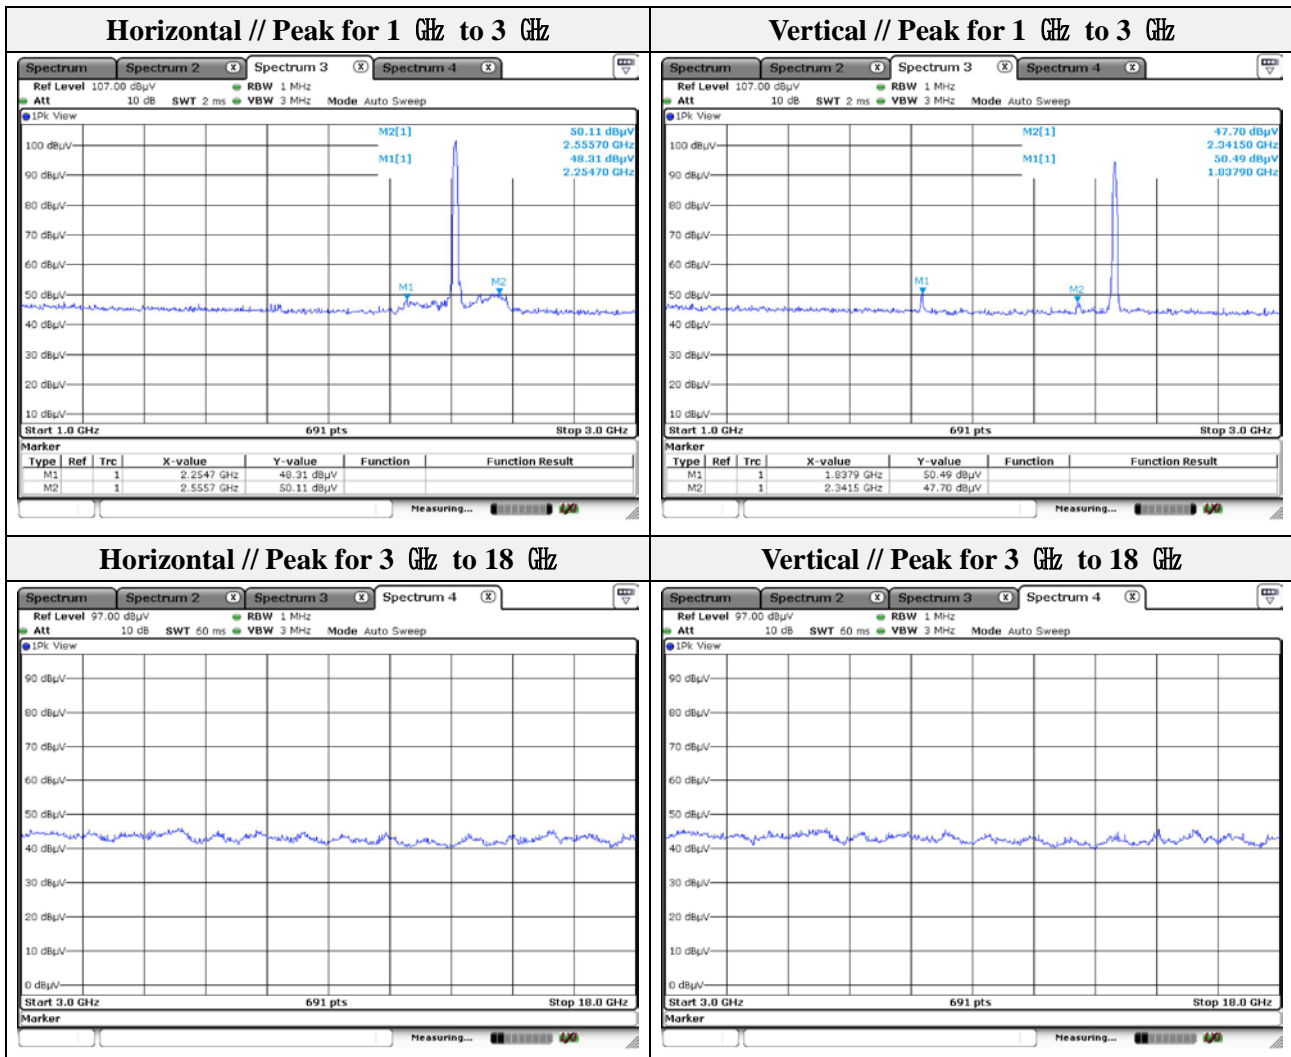 Horizontal // Peak for 1 ㎓ to 3 ㎓
Spectrum Spectrum 2 X Spectrum 3 X Spectrum 4 X
Ref Level 107.00 dBµV RBW 1 MHz
Att 10 dB SWT 2 ms VBW 3 MHz Mode Auto Sweep
1Pk View
M2[1] 50.11 dBµV
2.55570 GHz
M1[1] 48.31 dBµV
2.25470 GHz
100 dBµV
90 dBµV
80 dBµV
70 dBµV
60 dBµV
50 dBµV
40 dBµV
30 dBµV
20 dBµV
10 dBµV
M1 M2
Start 1.0 GHz 691 pts Stop 3.0 GHz
Marker
Type Ref Trc X-value Y-value Function Function Result
M1 1 2.2547 GHz 48.31 dBµV
M2 1 2.5557 GHz 50.11 dBµV
Measuring...
Vertical // Peak for 1 ㎓ to 3 ㎓
Spectrum Spectrum 2 X Spectrum 3 X Spectrum 4 X
Ref Level 107.00 dBµV RBW 1 MHz
Att 10 dB SWT 2 ms VBW 3 MHz Mode Auto Sweep
1Pk View
M2[1] 47.70 dBµV
2.34150 GHz
M1[1] 50.49 dBµV
1.83790 GHz
100 dBµV
90 dBµV
80 dBµV
70 dBµV
60 dBµV
50 dBµV
40 dBµV
30 dBµV
20 dBµV
10 dBµV
M1 M2
Start 1.0 GHz 691 pts Stop 3.0 GHz
Marker
Type Ref Trc X-value Y-value Function Function Result
M1 1 1.8379 GHz 50.49 dBµV
M2 1 2.3415 GHz 47.70 dBµV
Measuring...
Horizontal // Peak for 3 ㎓ to 18 ㎓
Spectrum Spectrum 2 X Spectrum 3 X Spectrum 4 X
Ref Level 97.00 dBµV RBW 1 MHz
Att 10 dB SWT 60 ms VBW 3 MHz Mode Auto Sweep
1Pk View
90 dBµV
80 dBµV
70 dBµV
60 dBµV
50 dBµV
40 dBµV
30 dBµV
20 dBµV
10 dBµV
0 dBµV
Start 3.0 GHz 691 pts Stop 18.0 GHz
Marker
Measuring...
Vertical // Peak for 3 ㎓ to 18 ㎓
Spectrum Spectrum 2 X Spectrum 3 X Spectrum 4 X
Ref Level 97.00 dBµV RBW 1 MHz
Att 10 dB SWT 60 ms VBW 3 MHz Mode Auto Sweep
1Pk View
90 dBµV
80 dBµV
70 dBµV
60 dBµV
50 dBµV
40 dBµV
30 dBµV
20 dBµV
10 dBµV
0 dBµV
Start 3.0 GHz 691 pts Stop 18.0 GHz
Marker
Measuring...